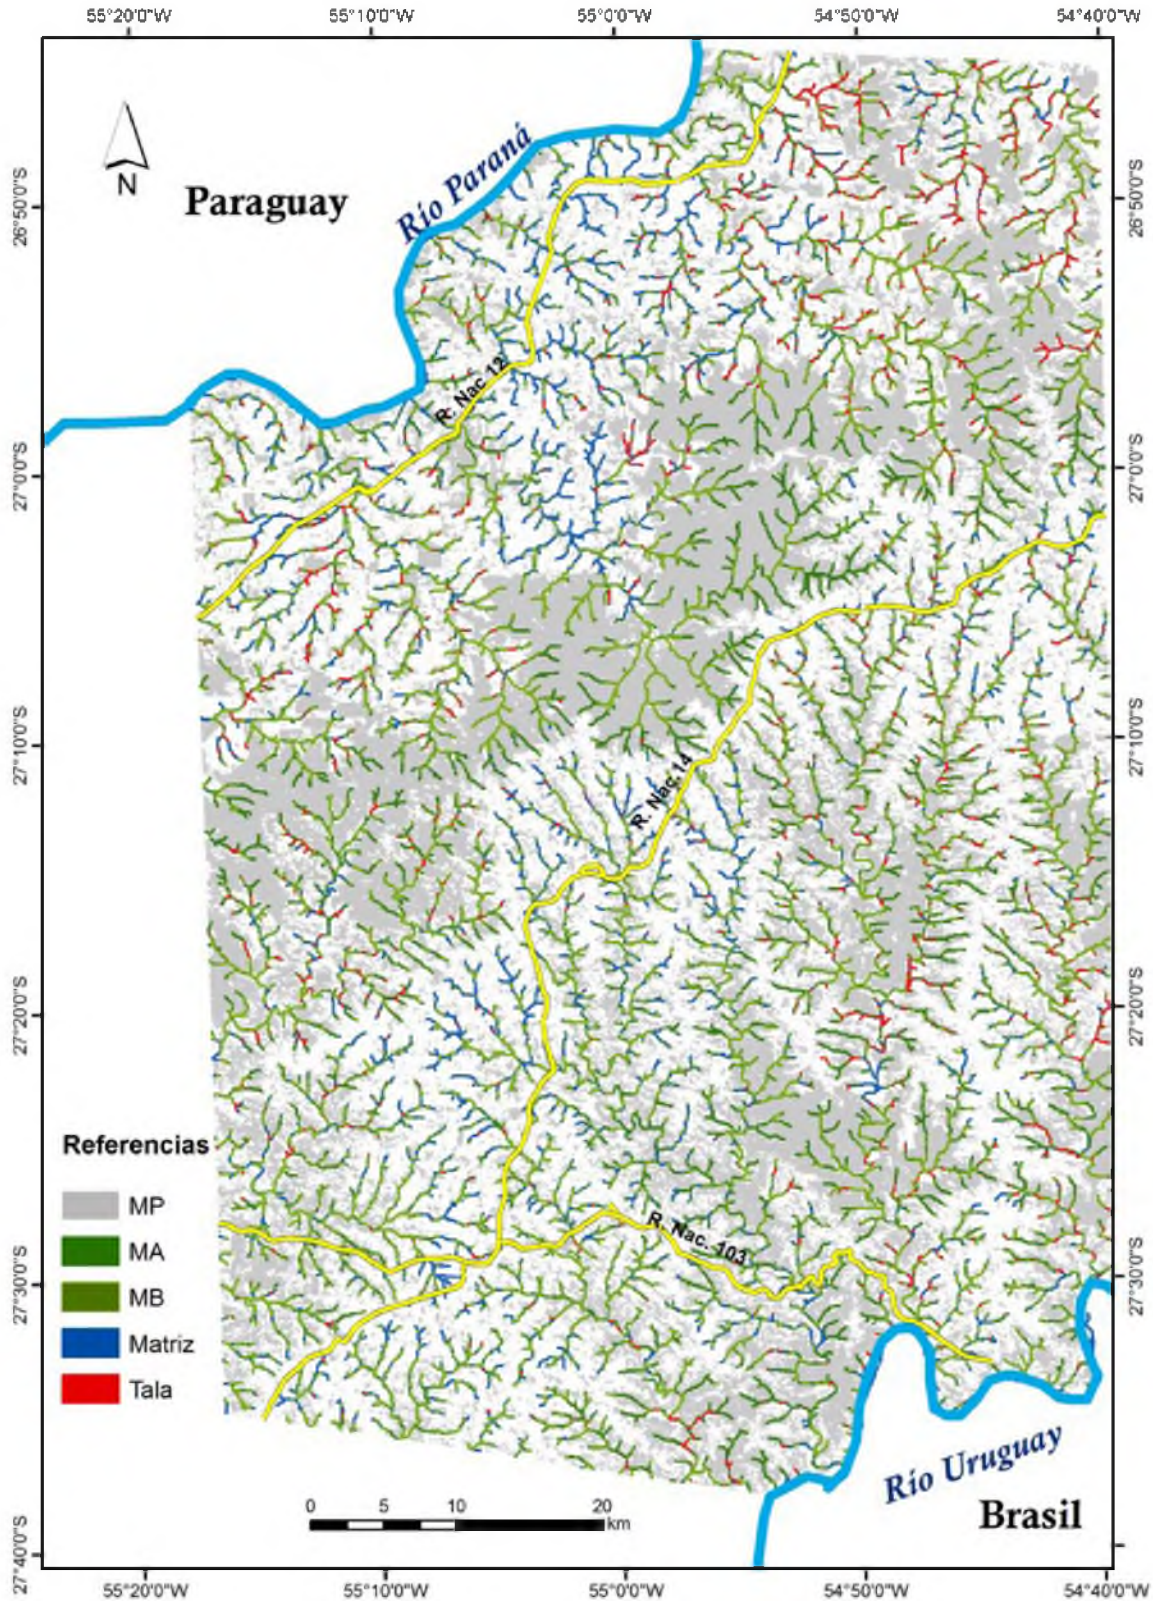 55°20'0"W 55°10'0"W 55°0'0"W 54°50'0"W 54°40'0"W
26°50'0"S
27°0'0"S
27°10'0"S
27°20'0"S
27°30'0"S
27°40'0"S
N
Paraguay
Río Paraná
R. Nac. 12
R. Nac. 14
R. Nac. 103
Referencias
MP
MA
MB
Matriz
Tala
0 5 10 20
km
Río Uruguay
Brasil
26°50'0"S
27°0'0"S
27°10'0"S
27°20'0"S
27°30'0"S
55°20'0"W 55°10'0"W 55°0'0"W 54°50'0"W 54°40'0"W